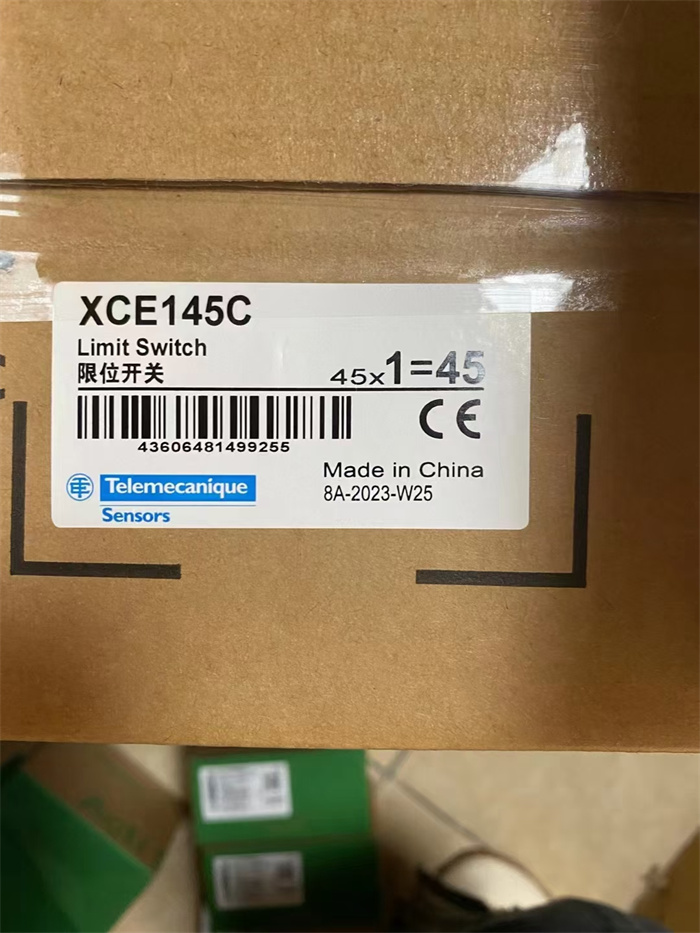 XCE145C
Limit Switch
限位开关
45x1=45
43606481499255
CE
Telemecanique
Sensors
Made in China
8A-2023-W25